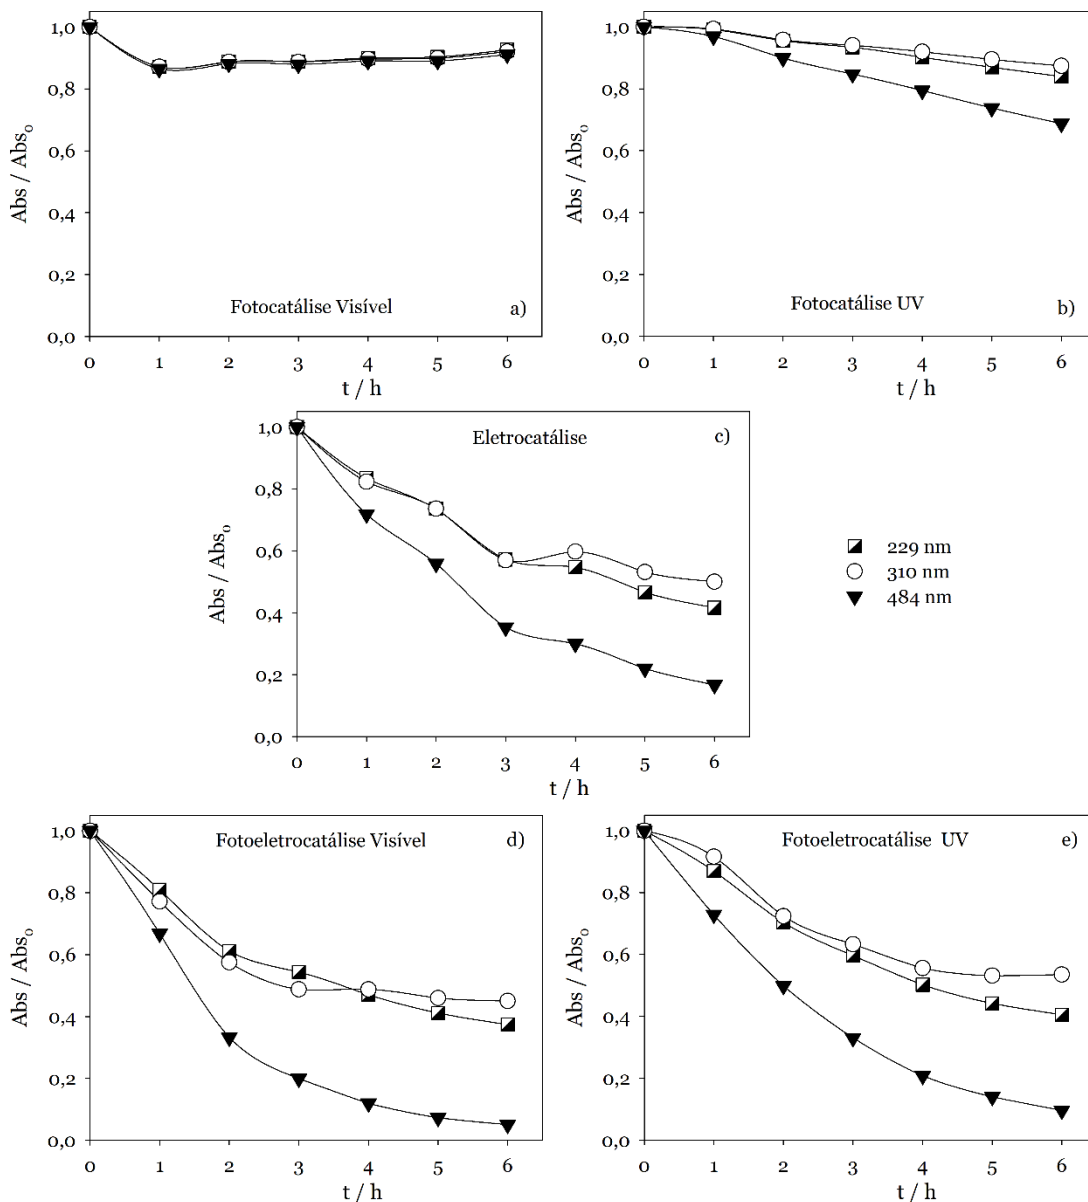 1,0
0,8
0,6
0,4
0,2
0,0
Abs / Abs₀
Fotocatálise Visível
a)
0 1 2 3 4 5 6
t / h
1,0
0,8
0,6
0,4
0,2
0,0
Abs / Abs₀
Fotocatálise UV
b)
0 1 2 3 4 5 6
t / h
1,0
0,8
0,6
0,4
0,2
0,0
Abs / Abs₀
Eletrocatálise
c)
0 1 2 3 4 5 6
t / h
229 nm
310 nm
484 nm
1,0
0,8
0,6
0,4
0,2
0,0
Abs / Abs₀
Fotoeletrocatálise Visível
d)
0 1 2 3 4 5 6
t / h
1,0
0,8
0,6
0,4
0,2
0,0
Abs / Abs₀
Fotoeletrocatálise UV
e)
0 1 2 3 4 5 6
t / h